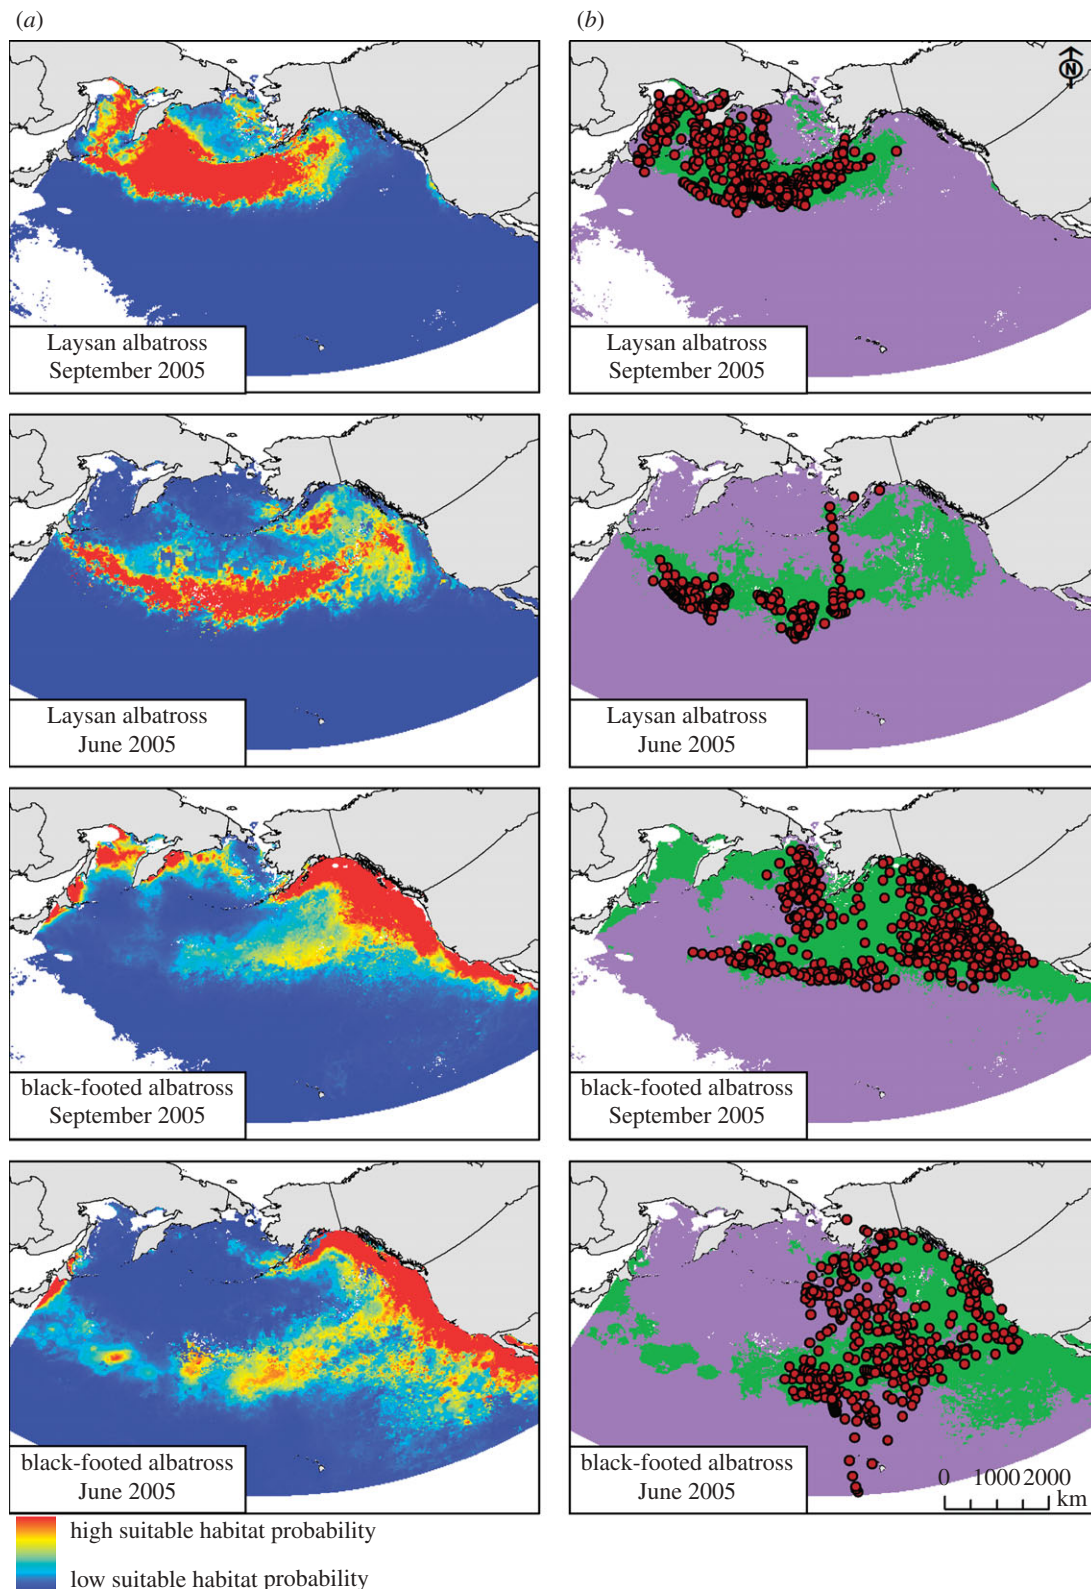 (a)
(b)
N
Laysan albatross
September 2005
Laysan albatross
September 2005
Laysan albatross
June 2005
Laysan albatross
June 2005
black-footed albatross
September 2005
black-footed albatross
September 2005
black-footed albatross
June 2005
black-footed albatross
June 2005
0 1000 2000
km
high suitable habitat probability
low suitable habitat probability